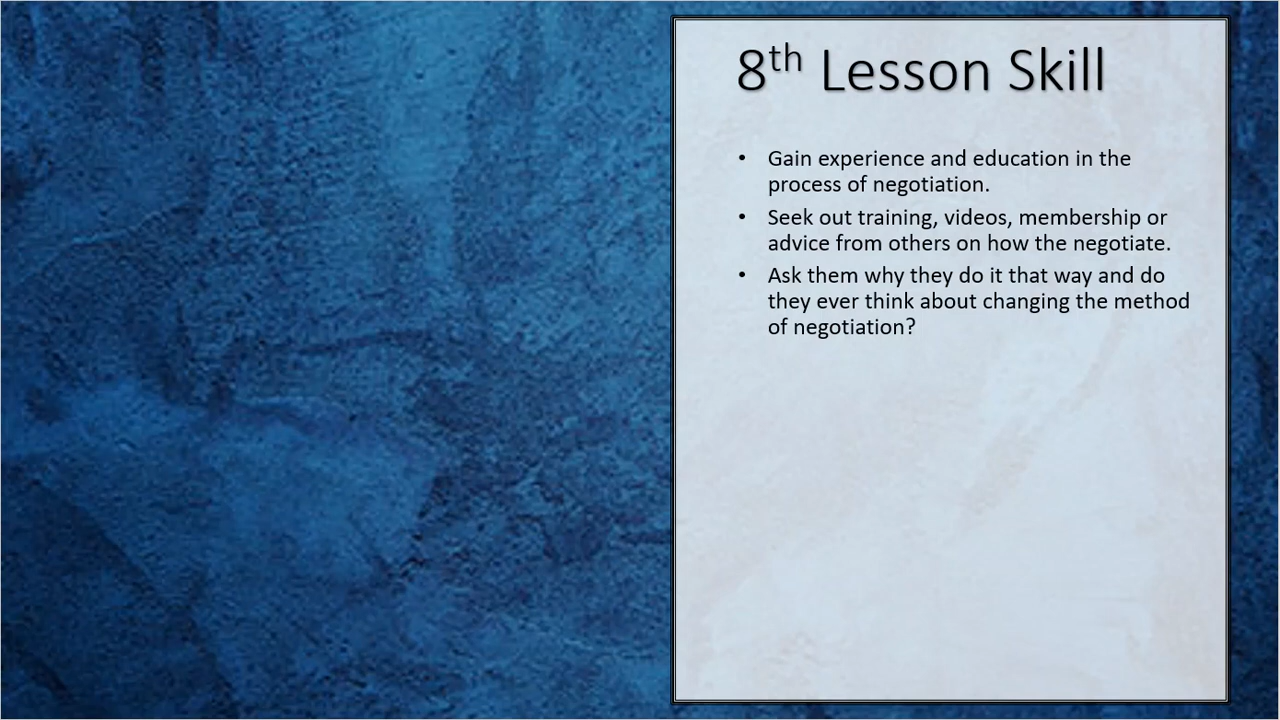 8th Lesson Skill
• Gain experience and education in the
process of negotiation.
• Seek out training, videos, membership or
advice from others on how the negotiate.
• Ask them why they do it that way and do
they ever think about changing the method
of negotiation?